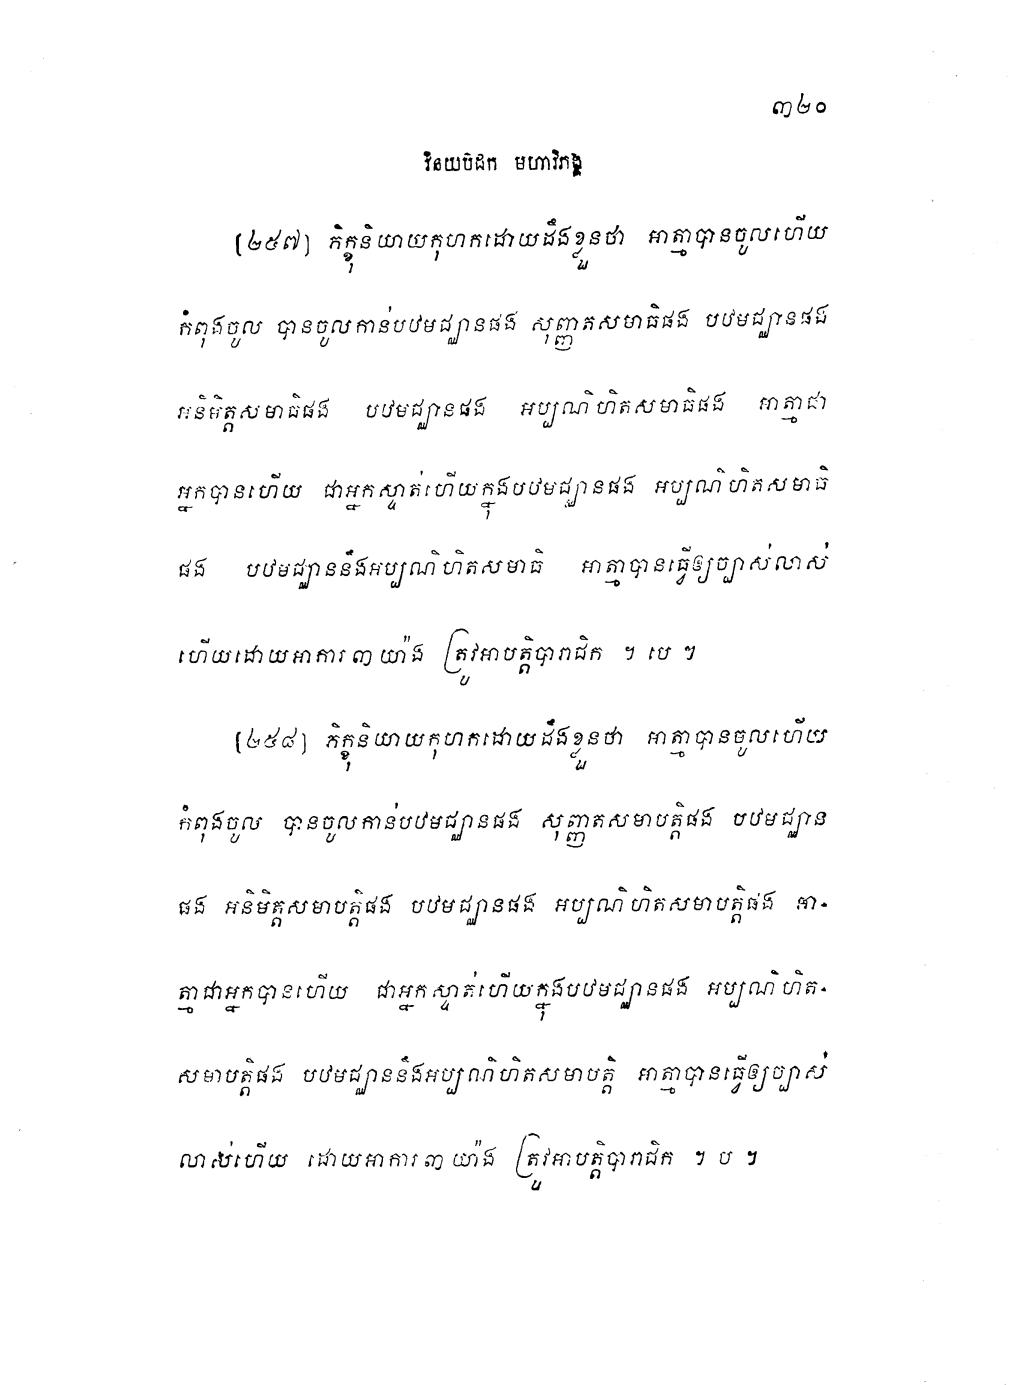 ៣២០
វិនយបិដក មហាវិភង្គ
(២៥៧) ភិក្ខុនិយាយកុហកដោយដឹងខ្លួនថា អាត្មាបានចូលហើយ
កំពុងចូល បានចូលកាន់បឋមជ្ឈានផង សុញ្ញតសមាធិផង បឋមជ្ឈានផង
អនិមិត្តសមាធិផង បឋមជ្ឈានផង អប្បណិហិតសមាធិផង អាត្មាជា
អ្នកបានហើយ ជាអ្នកស្ទាត់ហើយក្នុងបឋមជ្ឈានផង អប្បណិហិតសមាធិ
ផង បឋមជ្ឈាននឹងអប្បណិហិតសមាធិ អាត្មាបានធ្វើឲ្យច្បាស់លាស់
ហើយដោយអាការ ៣ យ៉ាង ត្រូវអាបត្តិបារាជិក ។ បេ ៗ
(២៥៨) ភិក្ខុនិយាយកុហកដោយដឹងខ្លួនថា អាត្មាបានចូលហើយ
កំពុងចូល បានចូលកាន់បឋមជ្ឈានផង សុញ្ញតសមាបត្តិផង បឋមជ្ឈាន
ផង អនិមិត្តសមាបត្តិផង បឋមជ្ឈានផង អប្បណិហិតសមាបត្តិផង អា-
ត្មាជាអ្នកបានហើយ ជាអ្នកស្ទាត់ហើយក្នុងបឋមជ្ឈានផង អប្បណិហិត-
សមាបត្តិផង បឋមជ្ឈាននឹងអប្បណិហិតសមាបត្តិ អាត្មាបានធ្វើឲ្យច្បាស់
លាស់ហើយ ដោយអាការ ៣ យ៉ាង ត្រូវអាបត្តិបារាជិក ។ ប ៗ